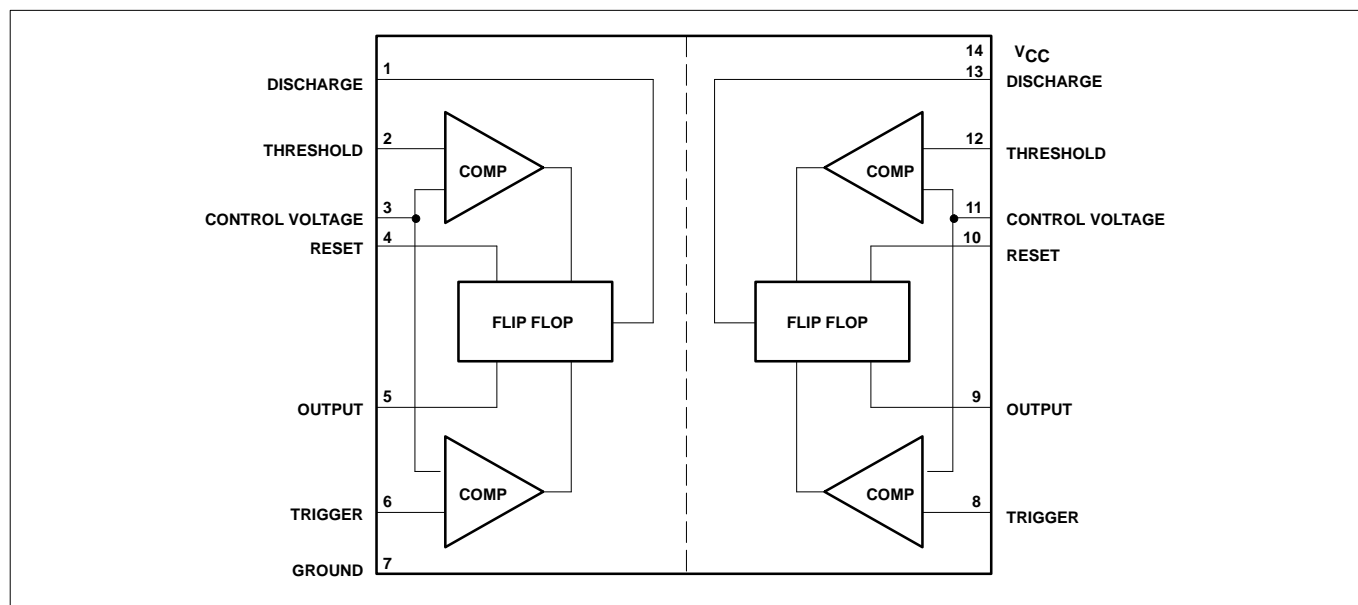 1
DISCHARGE
2
THRESHOLD
COMP
3
CONTROL VOLTAGE
4
RESET
FLIP FLOP
5
OUTPUT
COMP
6
TRIGGER
7
GROUND
14 VCC
13
DISCHARGE
12
THRESHOLD
COMP
11
CONTROL VOLTAGE
10
RESET
FLIP FLOP
9
OUTPUT
COMP
8
TRIGGER